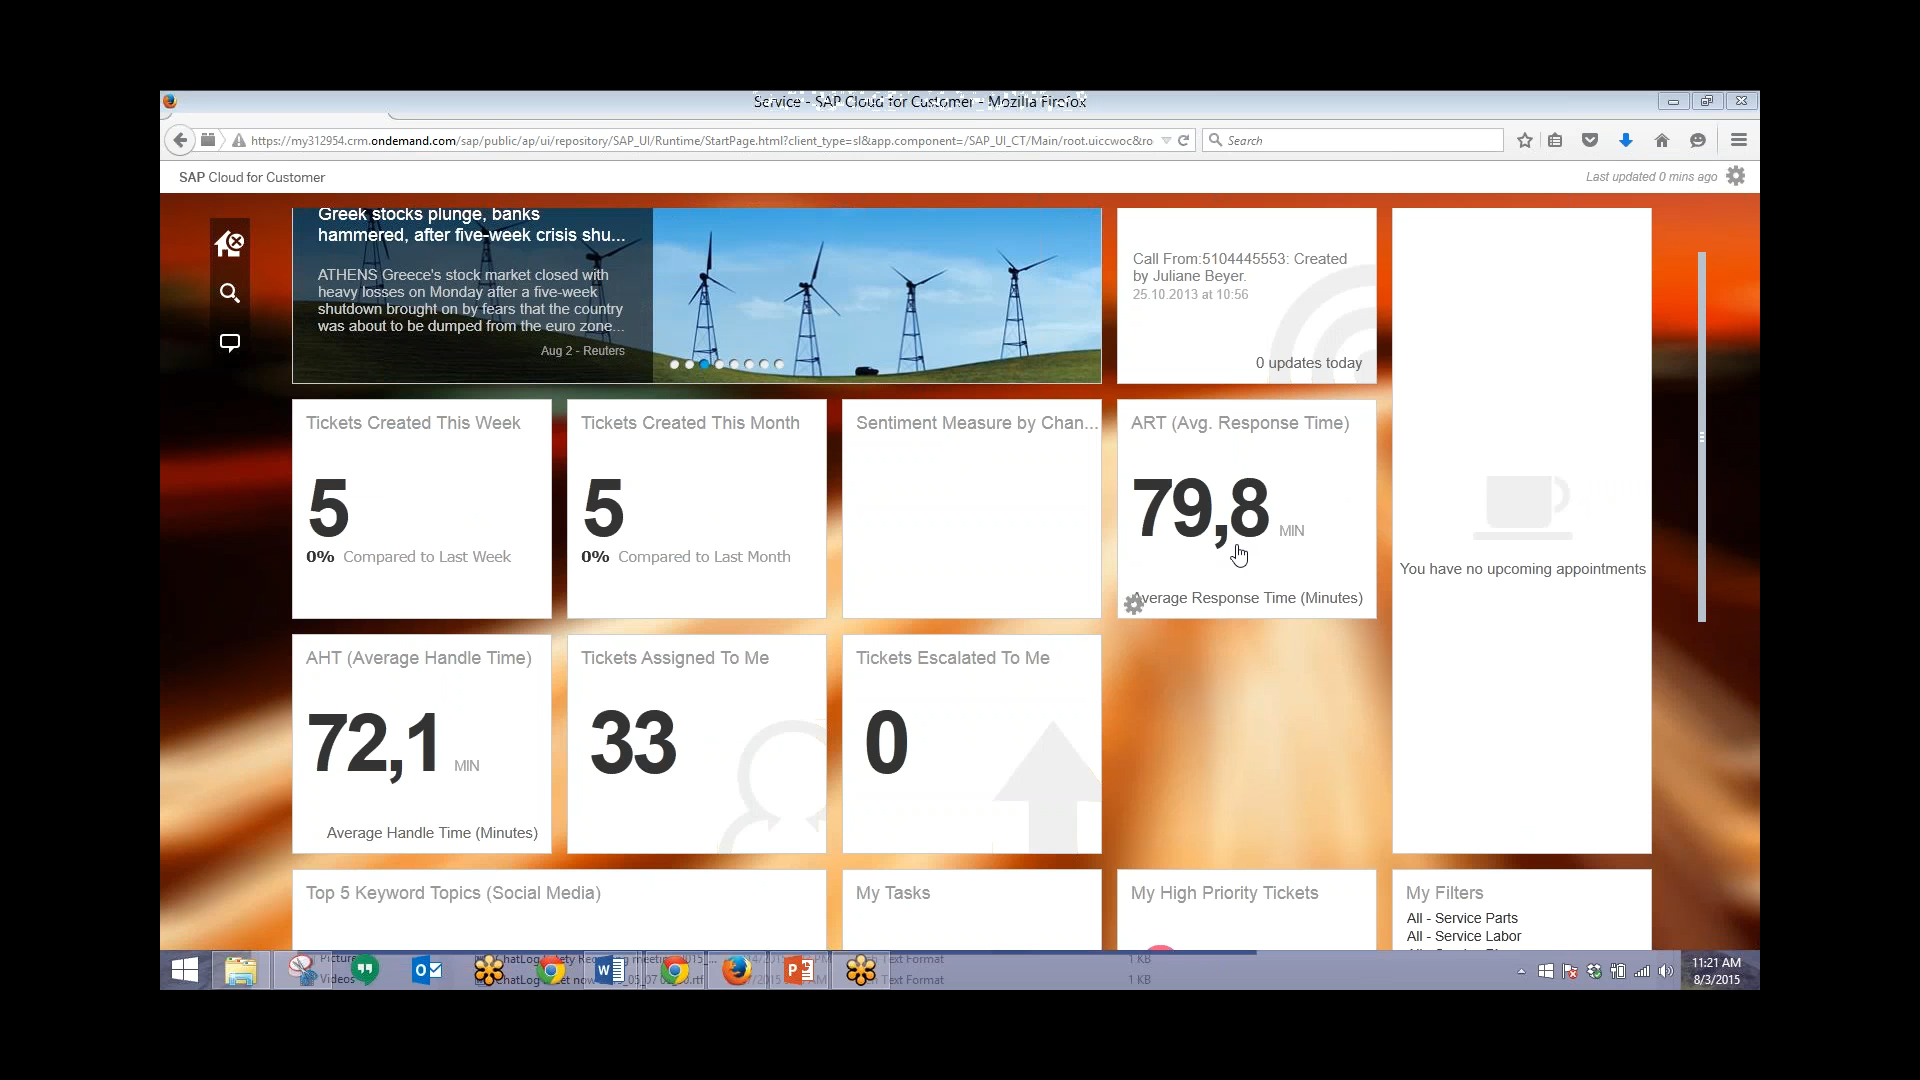 Service - SAP Cloud for Customer - Mozilla Firefox
https://my312954.crm.ondemand.com/sap/public/ap/ui/repository/SAP_UI/Runtime/StartPage.html?client_type=sl&app.component=/SAP_UI_CT/Main/root.uiccwoc&ro
Search
SAP Cloud for Customer
Last updated 0 mins ago
Greek stocks plunge, banks
hammered, after five-week crisis shu...
ATHENS Greece's stock market closed with
heavy losses on Monday after a five-week
shutdown brought on by fears that the country
was about to be dumped from the euro zone...
Aug 2 - Reuters
Call From:5104445553: Created
by Juliane Beyer.
25.10.2013 at 10:56
0 updates today
You have no upcoming appointments
Tickets Created This Week
5
0% Compared to Last Week
Tickets Created This Month
5
0% Compared to Last Month
Sentiment Measure by Chan...
ART (Avg. Response Time)
79,8 MIN
Average Response Time (Minutes)
AHT (Average Handle Time)
72,1 MIN
Average Handle Time (Minutes)
Tickets Assigned To Me
33
Tickets Escalated To Me
0
Top 5 Keyword Topics (Social Media)
My Tasks
My High Priority Tickets
My Filters
All - Service Parts
All - Service Labor
Text Format
1 KB
Videos
Text Format
1 KB
11:21 AM
8/3/2015